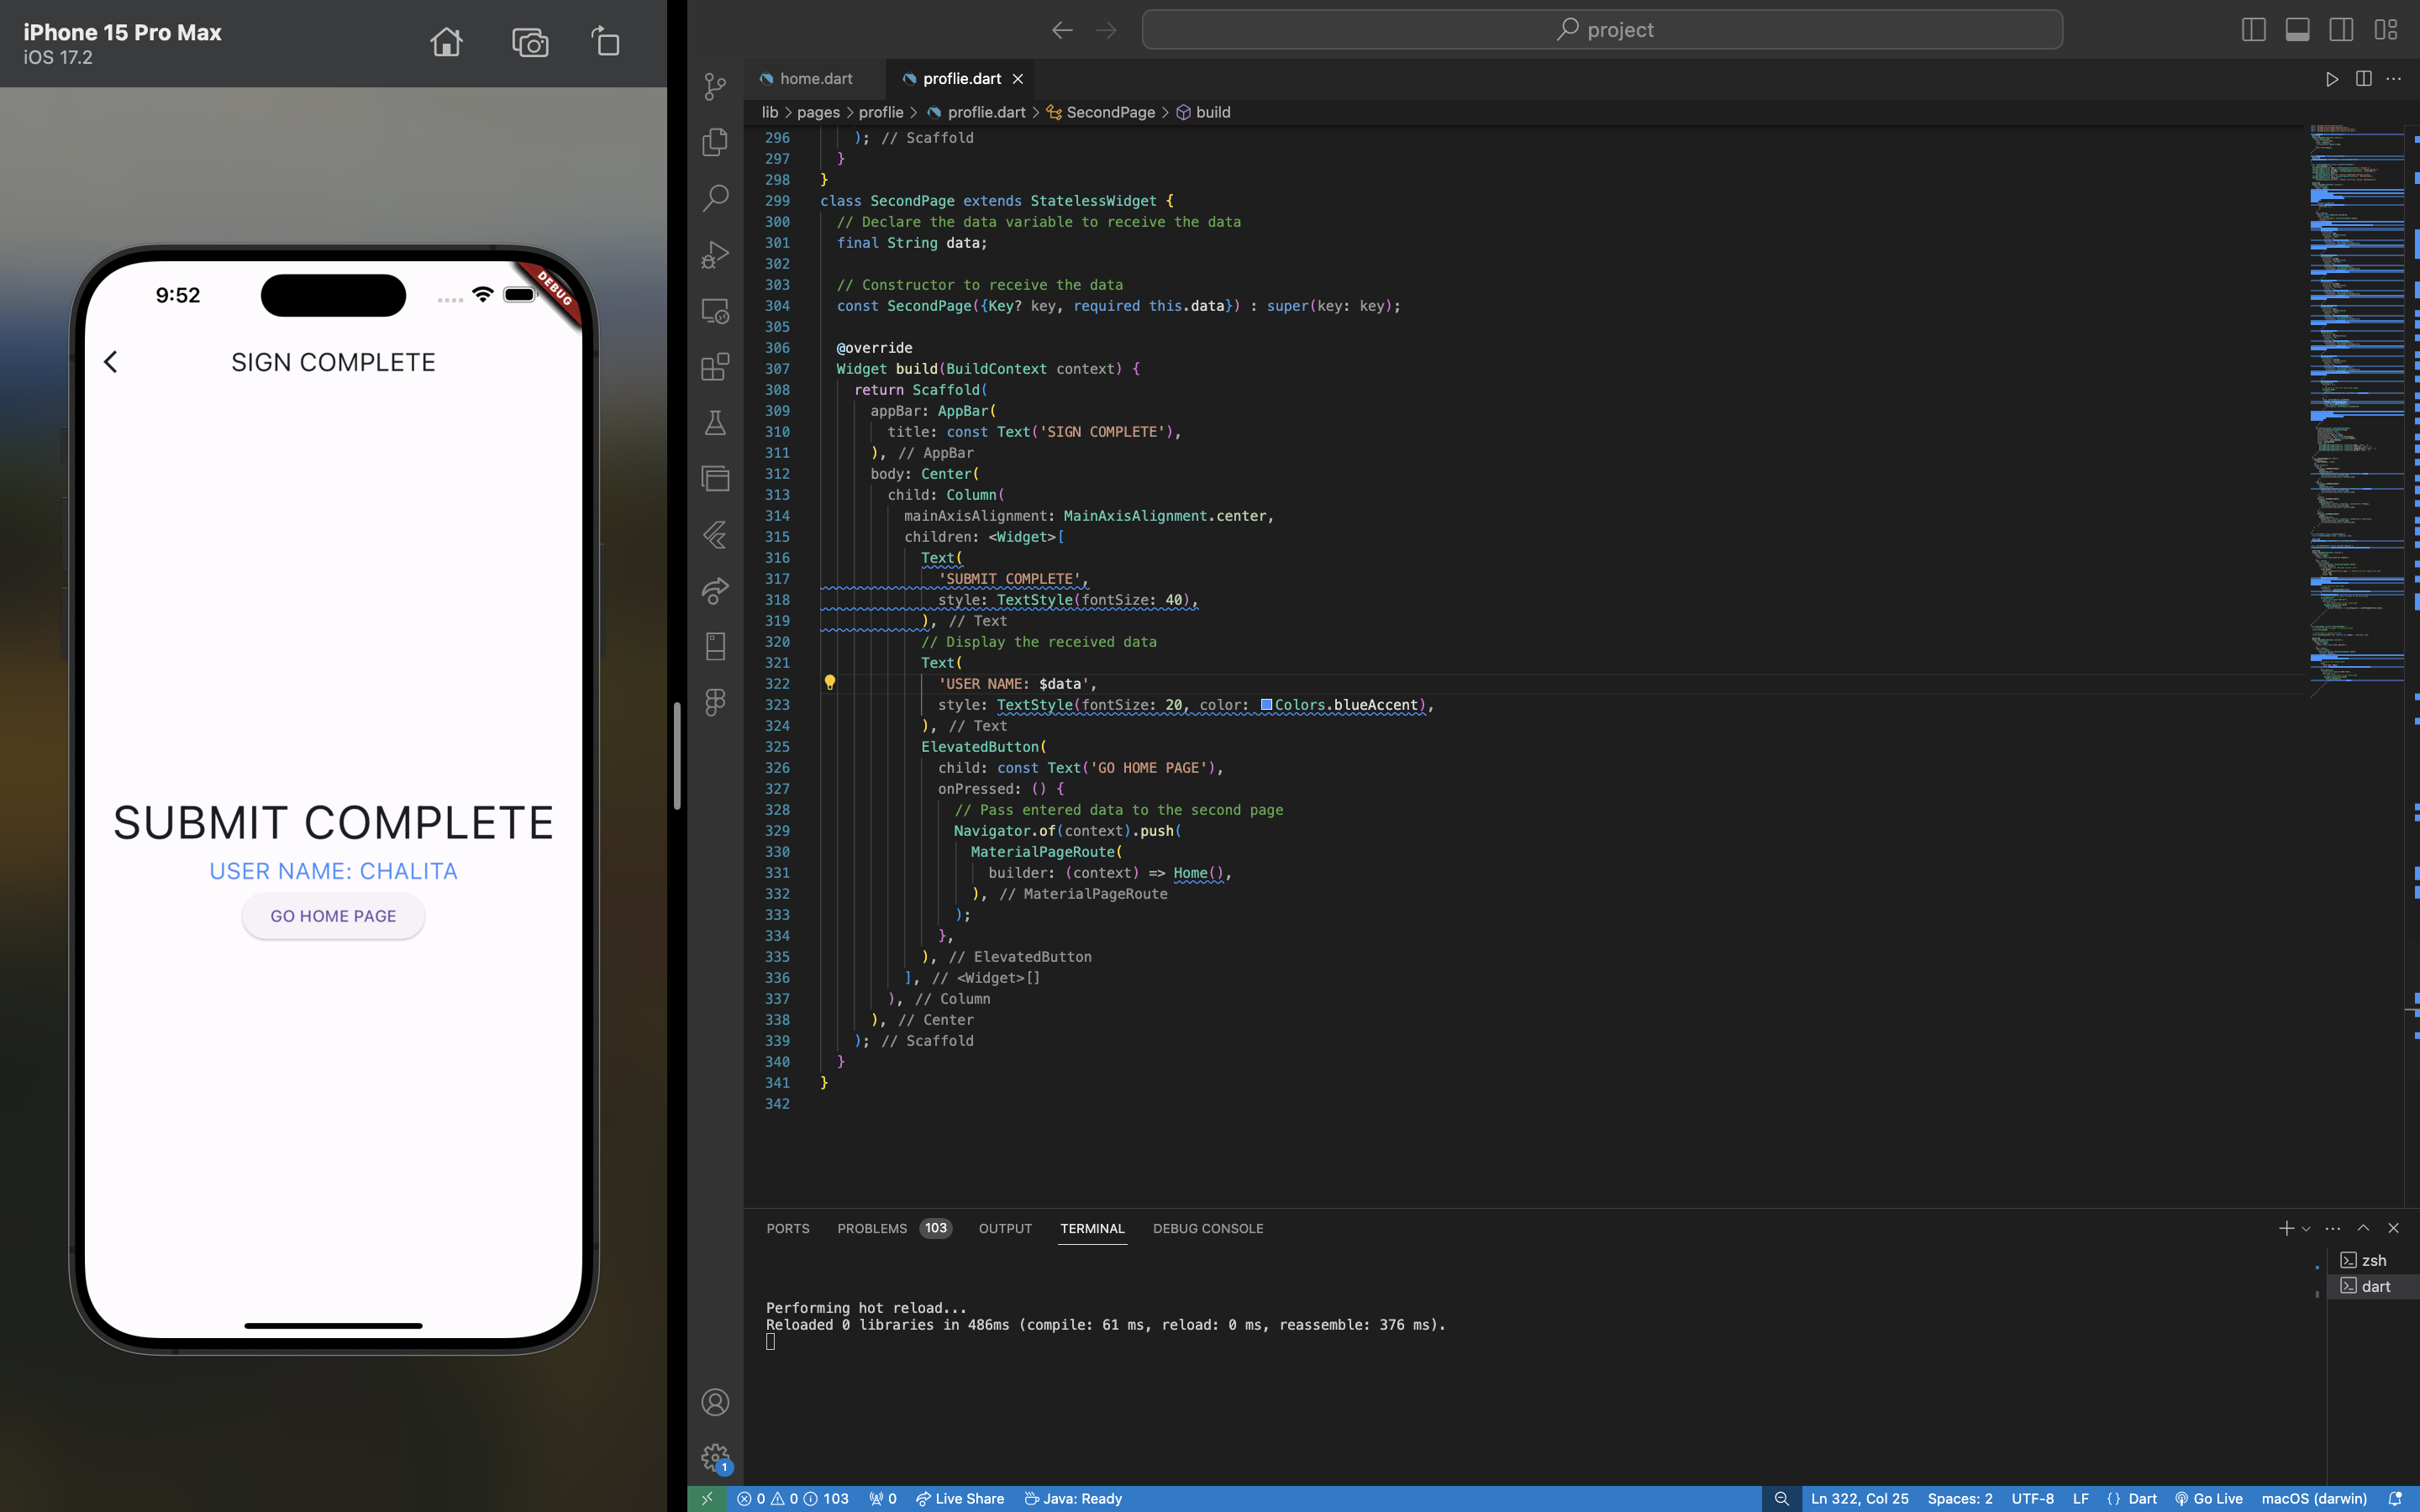 iPhone 15 Pro Max
iOS 17.2
9:52
DEBUG
SIGN COMPLETE
SUBMIT COMPLETE
USER NAME: CHALITA
GO HOME PAGE
project
home.dart
proflie.dart
lib > pages > proflie > proflie.dart > SecondPage > build
296 ); // Scaffold
297 }
298 }
299 class SecondPage extends StatelessWidget {
300 // Declare the data variable to receive the data
301 final String data;
302
303 // Constructor to receive the data
304 const SecondPage({Key? key, required this.data}) : super(key: key);
305
306 @override
307 Widget build(BuildContext context) {
308 return Scaffold(
309 appBar: AppBar(
310 title: const Text('SIGN COMPLETE'),
311 ), // AppBar
312 body: Center(
313 child: Column(
314 mainAxisAlignment: MainAxisAlignment.center,
315 children: <Widget>[
316 Text(
317 'SUBMIT COMPLETE',
318 style: TextStyle(fontSize: 40),
319 ), // Text
320 // Display the received data
321 Text(
322 'USER NAME: $data',
323 style: TextStyle(fontSize: 20, color: Colors.blueAccent),
324 ), // Text
325 ElevatedButton(
326 child: const Text('GO HOME PAGE'),
327 onPressed: () {
328 // Pass entered data to the second page
329 Navigator.of(context).push(
330 MaterialPageRoute(
331 builder: (context) => Home(),
332 ), // MaterialPageRoute
333 );
334 },
335 ), // ElevatedButton
336 ], // <Widget>[]
337 ), // Column
338 ), // Center
339 ); // Scaffold
340 }
341 }
342
PORTS PROBLEMS 103 OUTPUT TERMINAL DEBUG CONSOLE
zsh
dart
Performing hot reload...
Reloaded 0 libraries in 486ms (compile: 61 ms, reload: 0 ms, reassemble: 376 ms).
1
0 0 103 0 Live Share Java: Ready Ln 322, Col 25 Spaces: 2 UTF-8 LF {} Dart Go Live macOS (darwin)